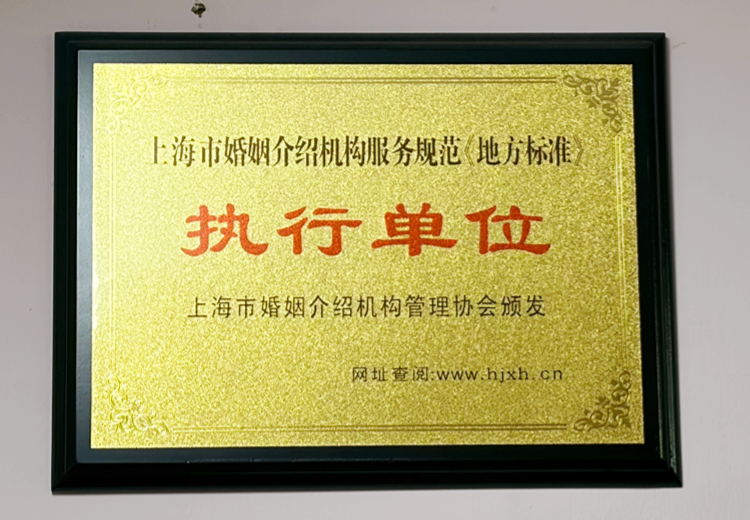 上海市婚姻介绍机构服务规范《地方标准》
执行单位
上海市婚姻介绍机构管理协会颁发
网址查阅:www.hjxh.cn